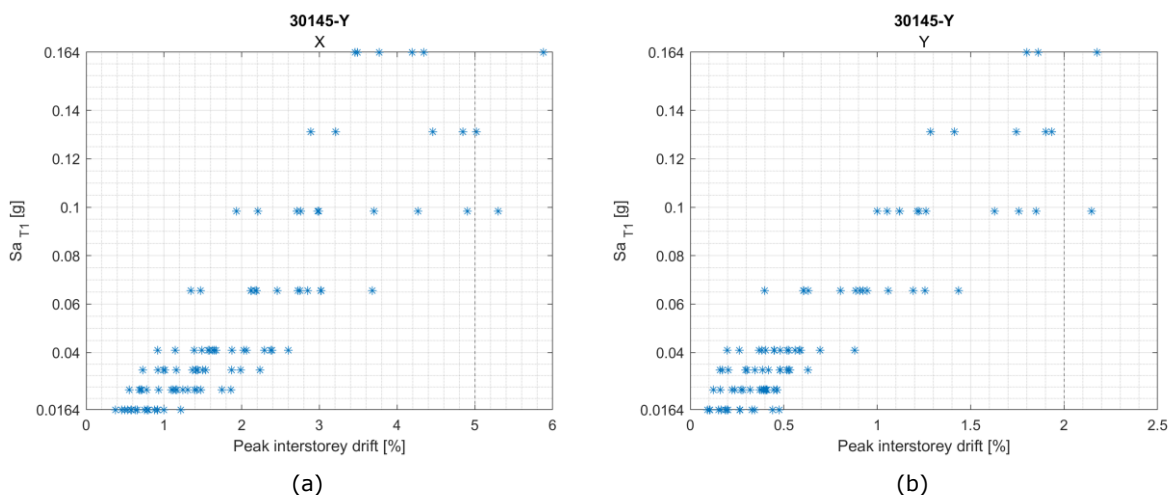 30145-Y
X
0.164
0.14
0.12
0.1
0.08
0.06
0.04
0.0164
Sa T1 [g]
0 1 2 3 4 5 6
Peak interstorey drift [%]
(a)
30145-Y
Y
0.164
0.14
0.12
0.1
0.08
0.06
0.04
0.0164
Sa T1 [g]
0 0.5 1 1.5 2 2.5
Peak interstorey drift [%]
(b)